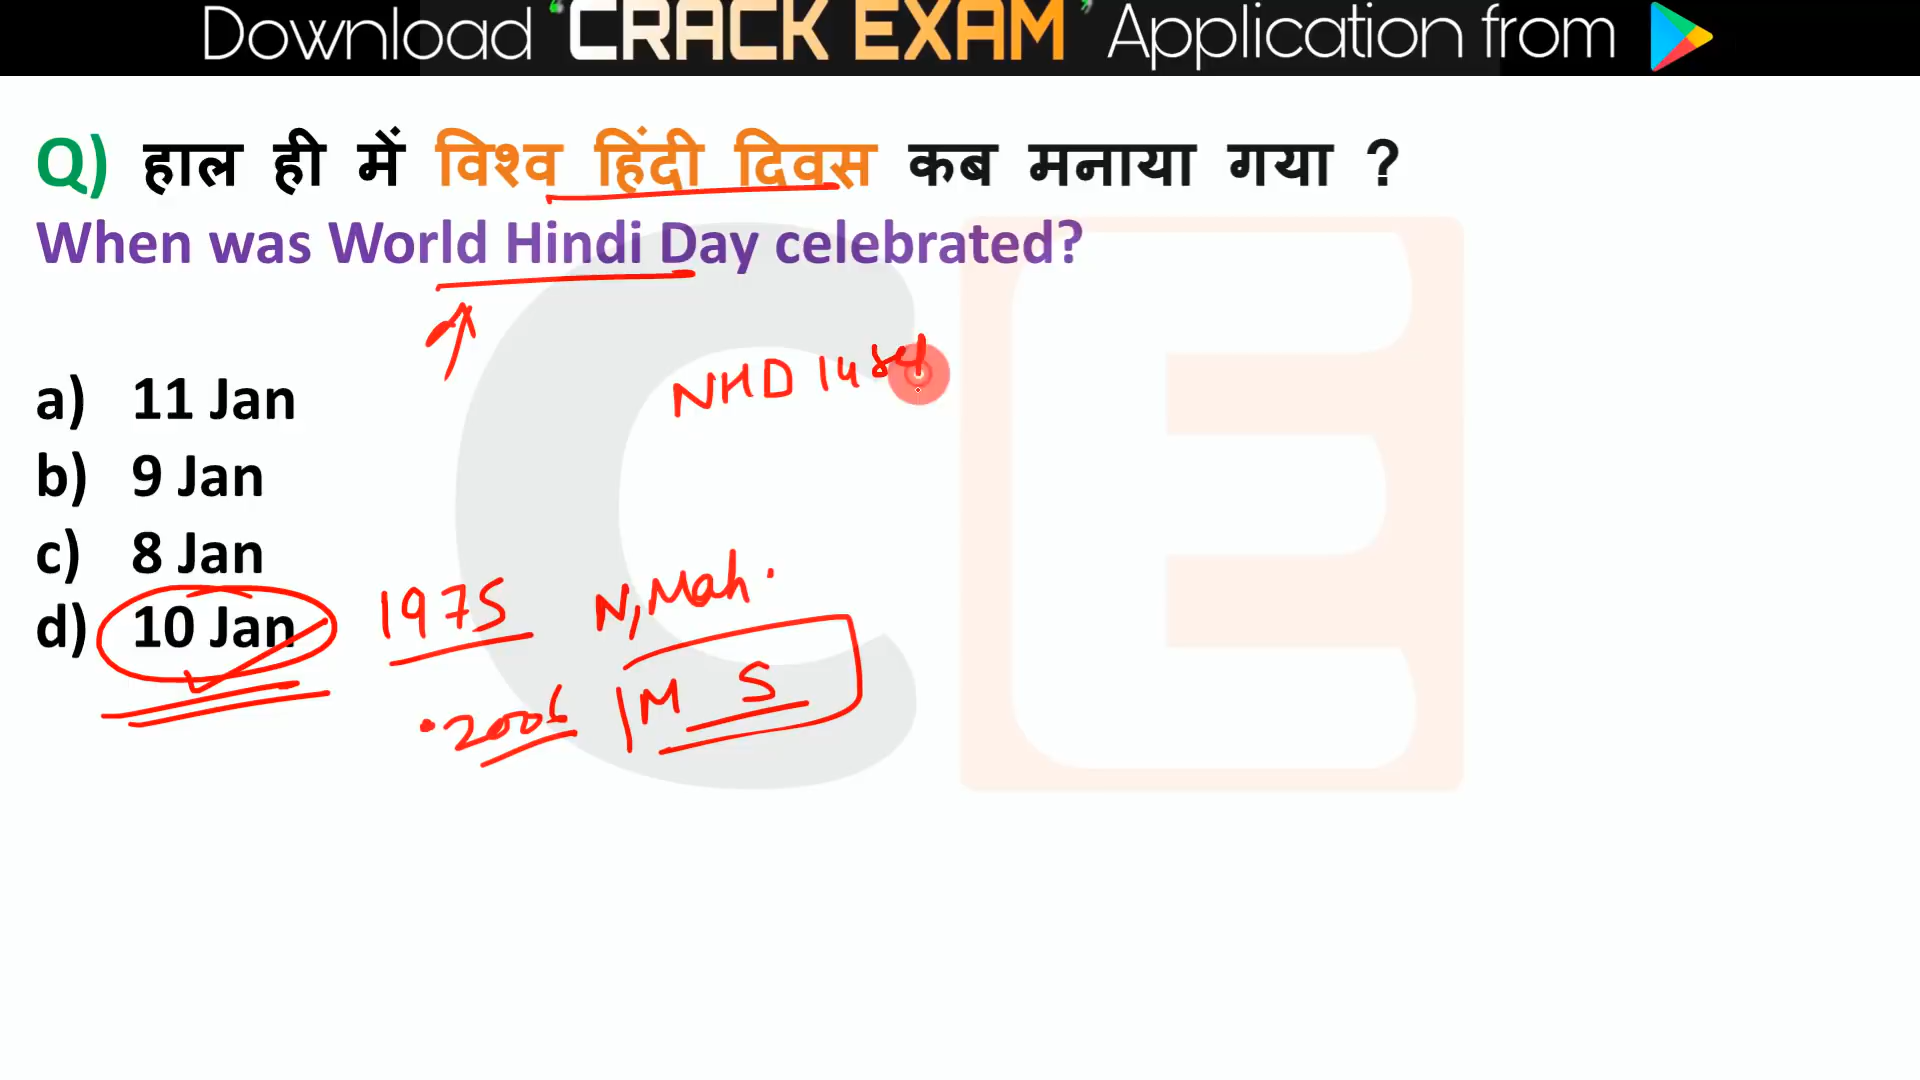 Download "CRACK EXAM" Application from
Q) हाल ही में विश्व हिंदी दिवस कब मनाया गया ?
When was World Hindi Day celebrated?
NHD 14
a) 11 Jan
b) 9 Jan
c) 8 Jan
d) 10 Jan
1975 N, Mah.
2006 M S
CE